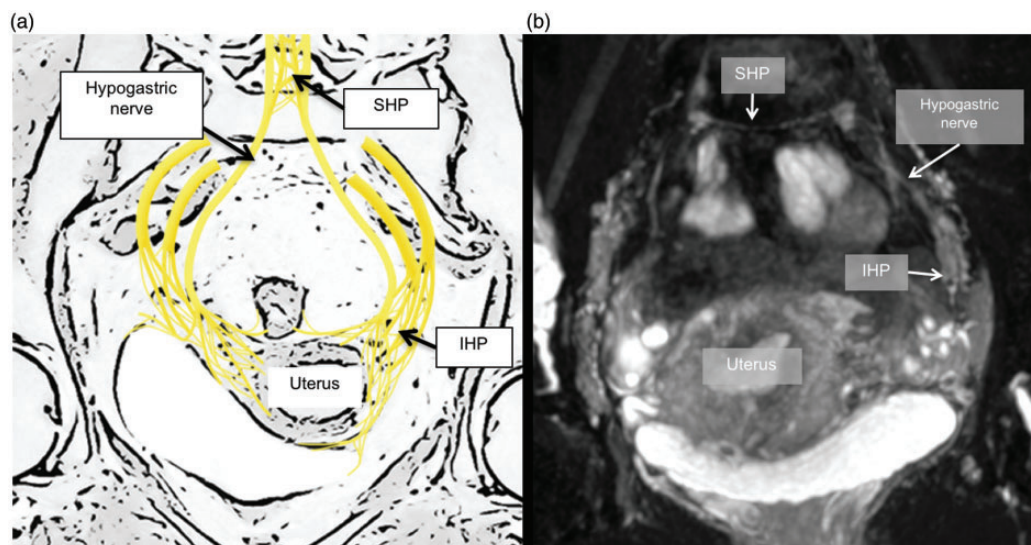 (a)
Hypogastric
nerve
SHP
IHP
Uterus
(b)
SHP
Hypogastric
nerve
IHP
Uterus